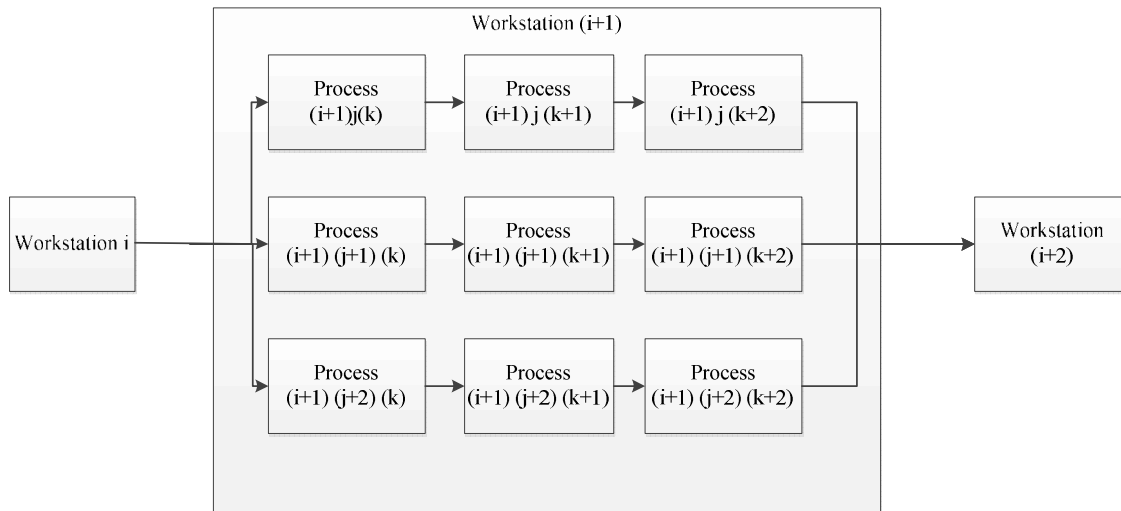 Workstation (i+1)
Process
(i+1)j(k)
Process
(i+1) j (k+1)
Process
(i+1) j (k+2)
Workstation i
Process
(i+1) (j+1) (k)
Process
(i+1) (j+1) (k+1)
Process
(i+1) (j+1) (k+2)
Workstation
(i+2)
Process
(i+1) (j+2) (k)
Process
(i+1) (j+2) (k+1)
Process
(i+1) (j+2) (k+2)